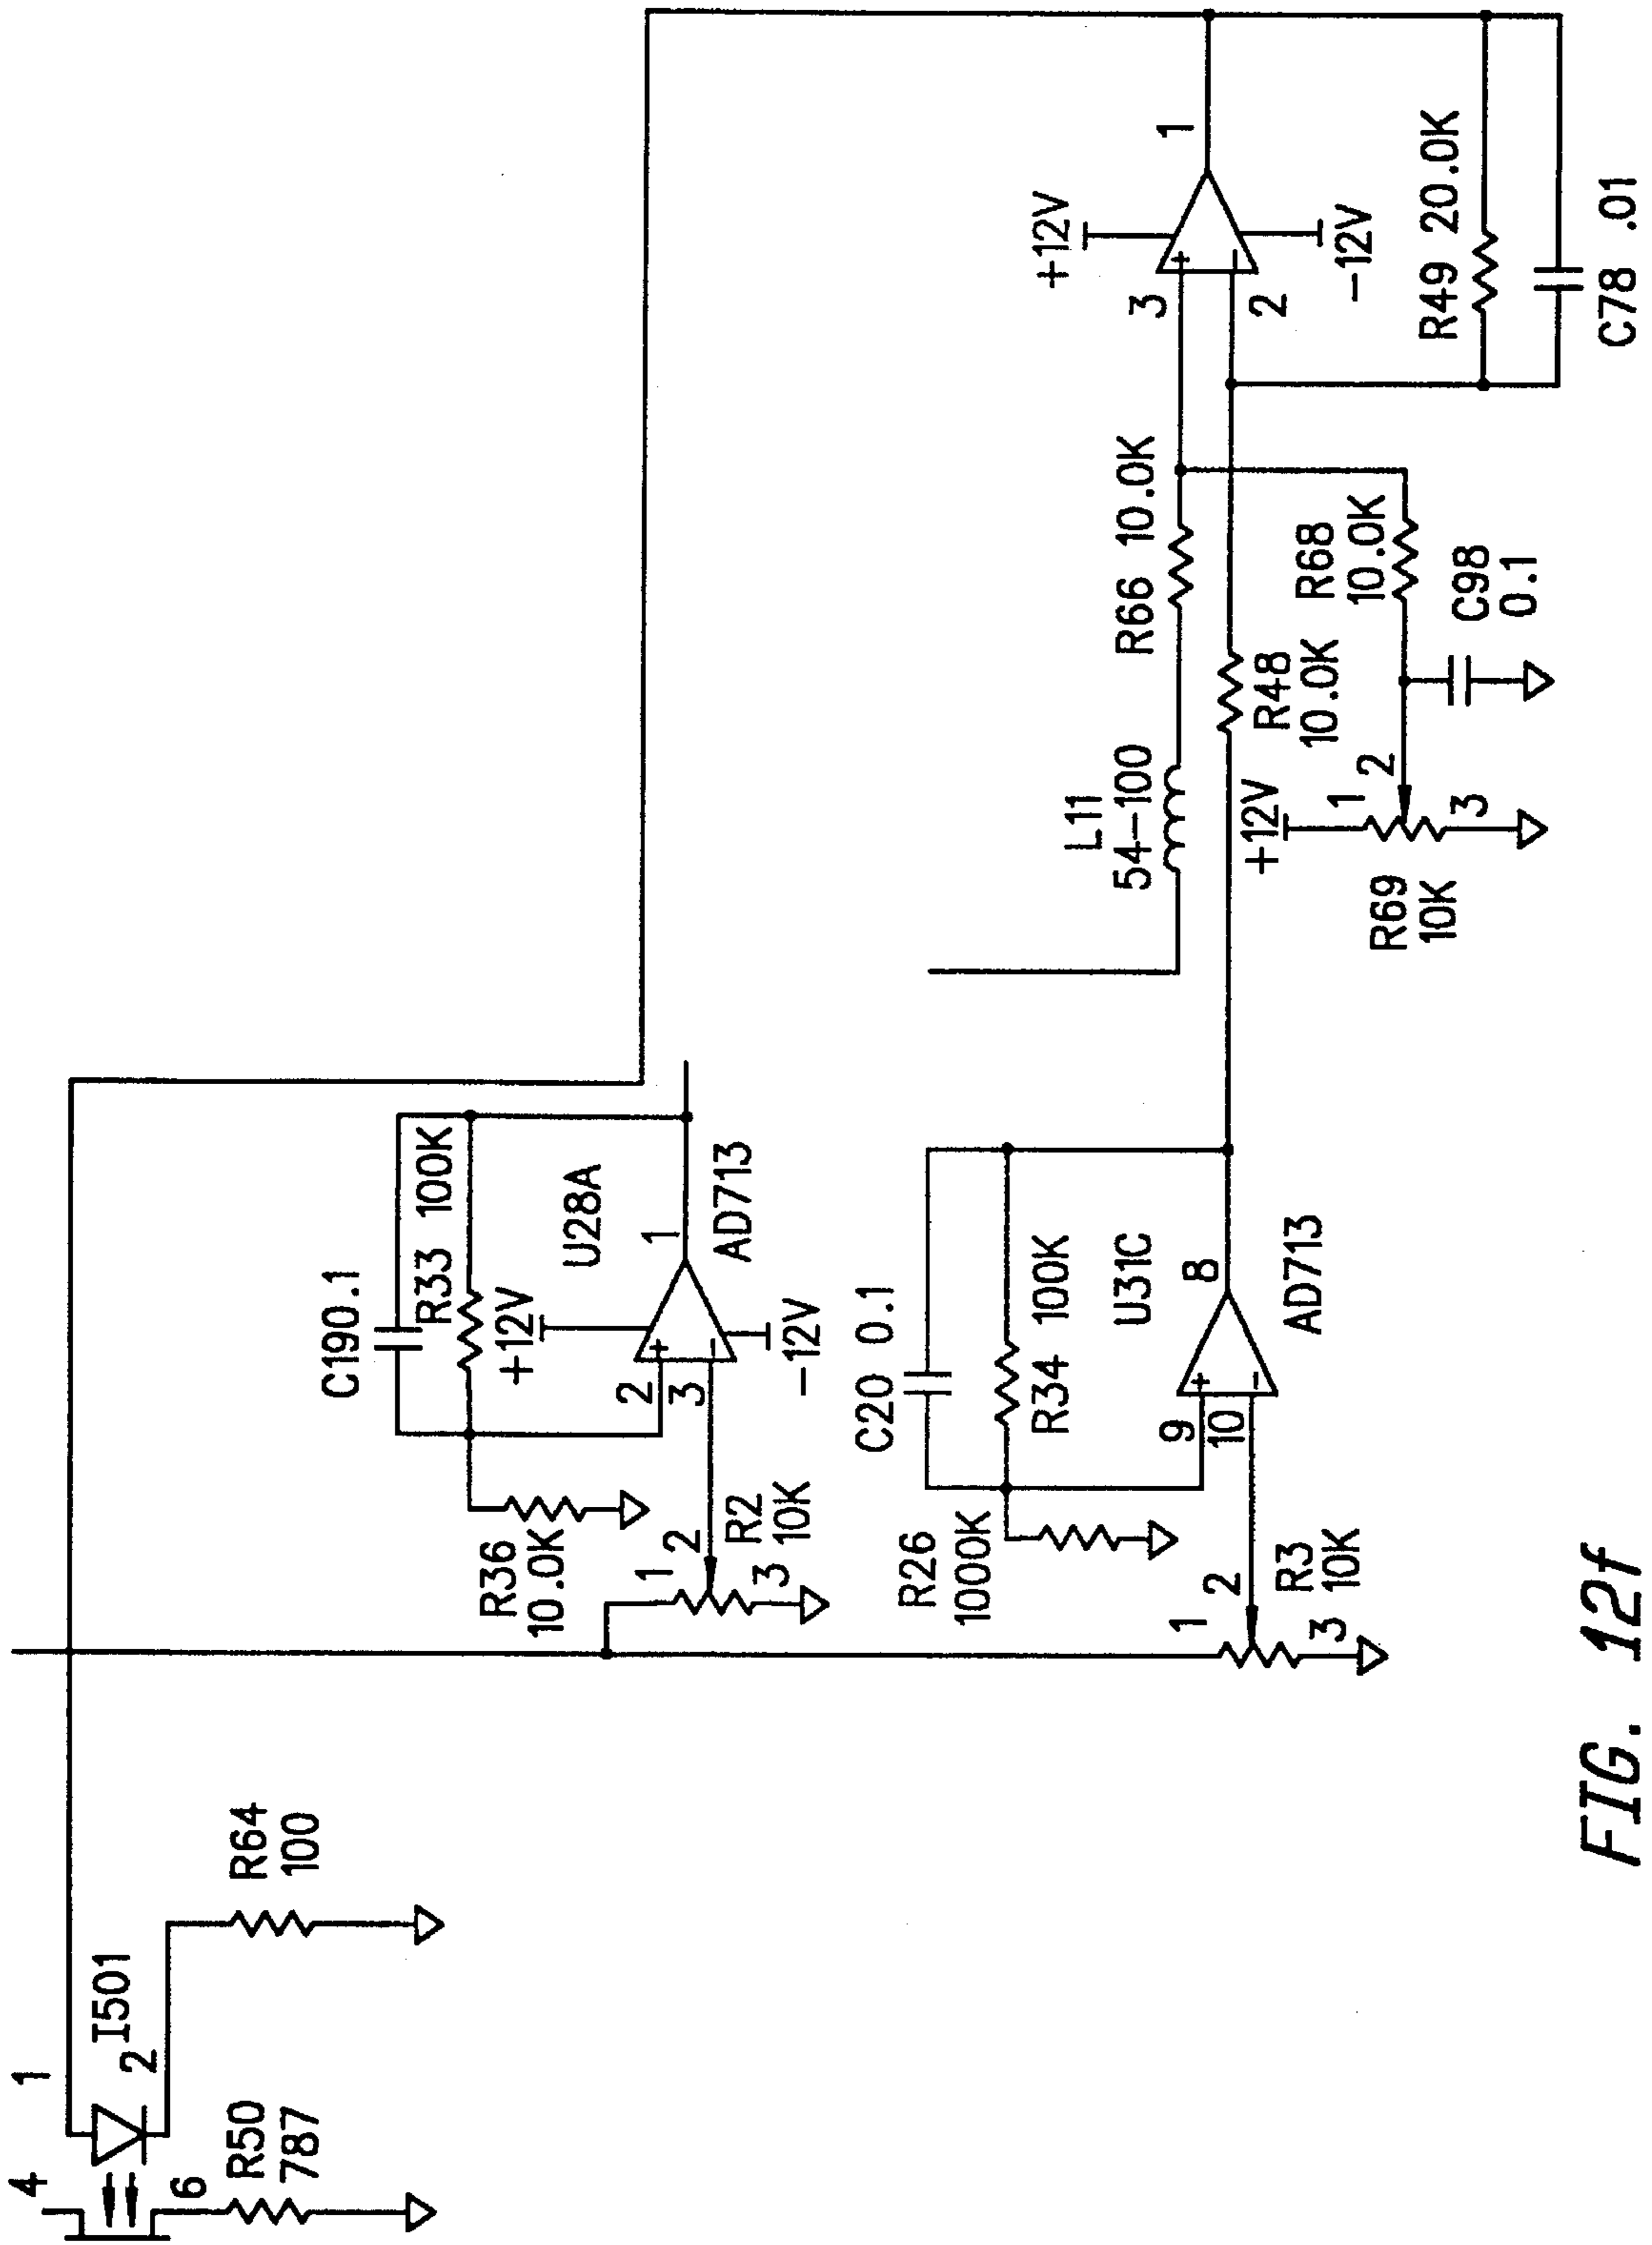 4
1
I501
2
6
R50
787
R64
100
C190.1
R33 100K
+12V
U28A
2
3
1
AD713
-12V
R36
10.0K
1
2
R2
10K
3
C20 0.1
R34 100K
U31C
9
10
8
AD713
R26
1000K
1
2
R3
10K
3
L11
54-100
R66 10.0K
+12V
3
2
1
-12V
R48
10.0K
R68
10.0K
C98
0.1
+12V
1
2
3
R69
10K
R49 20.0K
C78 .01
FIG. 12f